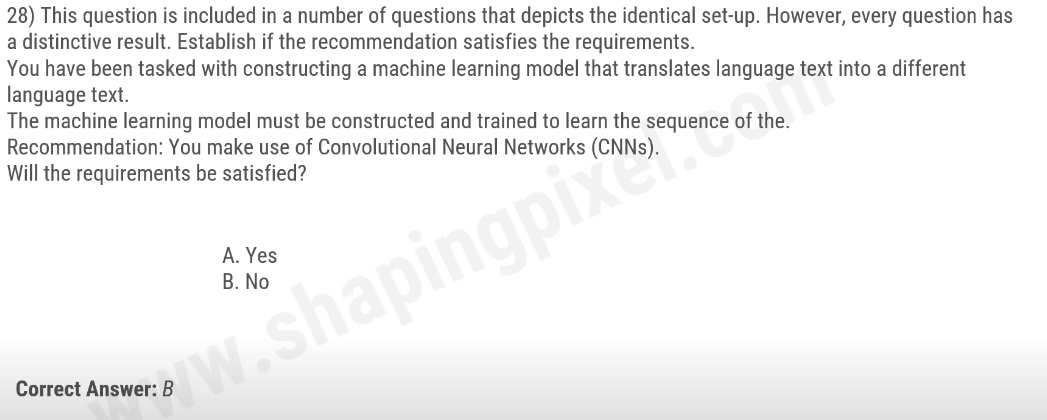 28) This question is included in a number of questions that depicts the identical set-up. However, every question has
a distinctive result. Establish if the recommendation satisfies the requirements.
You have been tasked with constructing a machine learning model that translates language text into a different
language text.
The machine learning model must be constructed and trained to learn the sequence of the.
Recommendation: You make use of Convolutional Neural Networks (CNNs).
Will the requirements be satisfied?
A. Yes
B. No
Correct Answer: B
www.shapingpixel.com